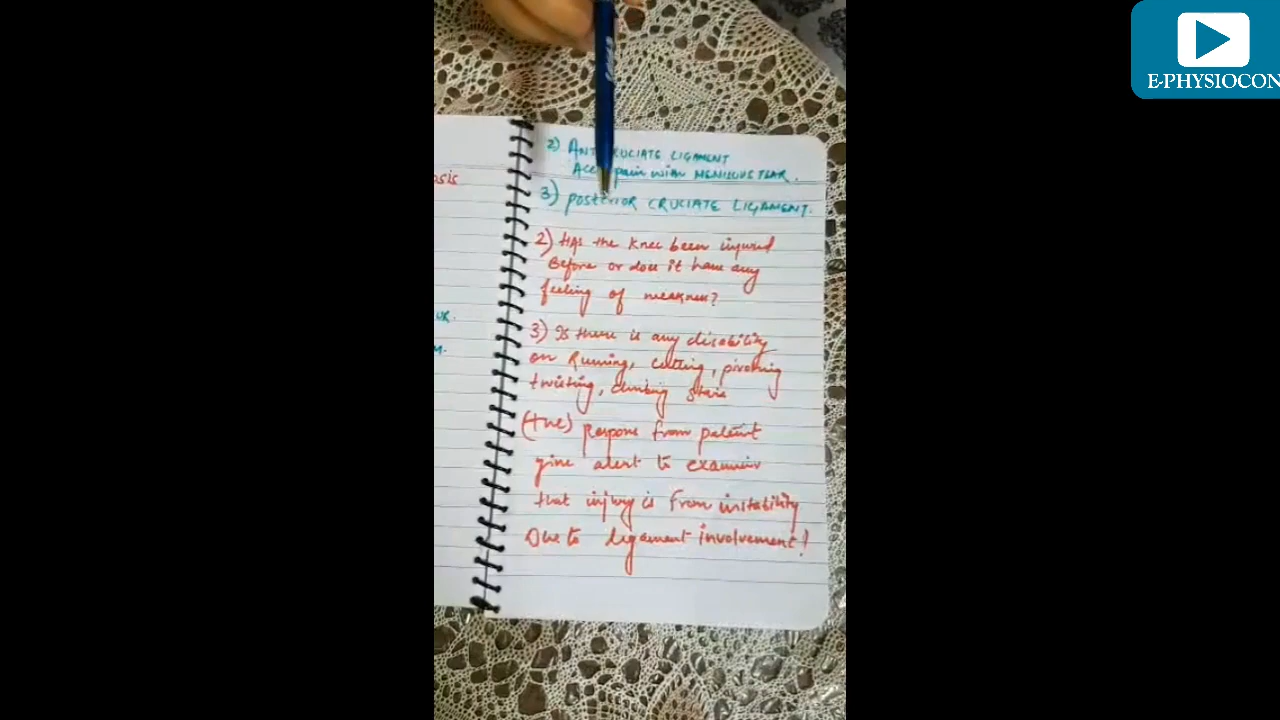 E-PHYSIOCON
osis
UR.
M.
2) ANT CRUCIATE LIGAMENT
pain with MENISCUS TEAR.
3) POSTERIOR CRUCIATE LIGAMENT.
2) HAS the Knee been injured
Before or does it have any
feeling of weakness?
3) Is there is any disability
on Running, Cutting, pivoting
twisting, climbing stairs
(+ve) Respons from patient
give alert to examiner
that injury is From instability
Due to ligament involvement!